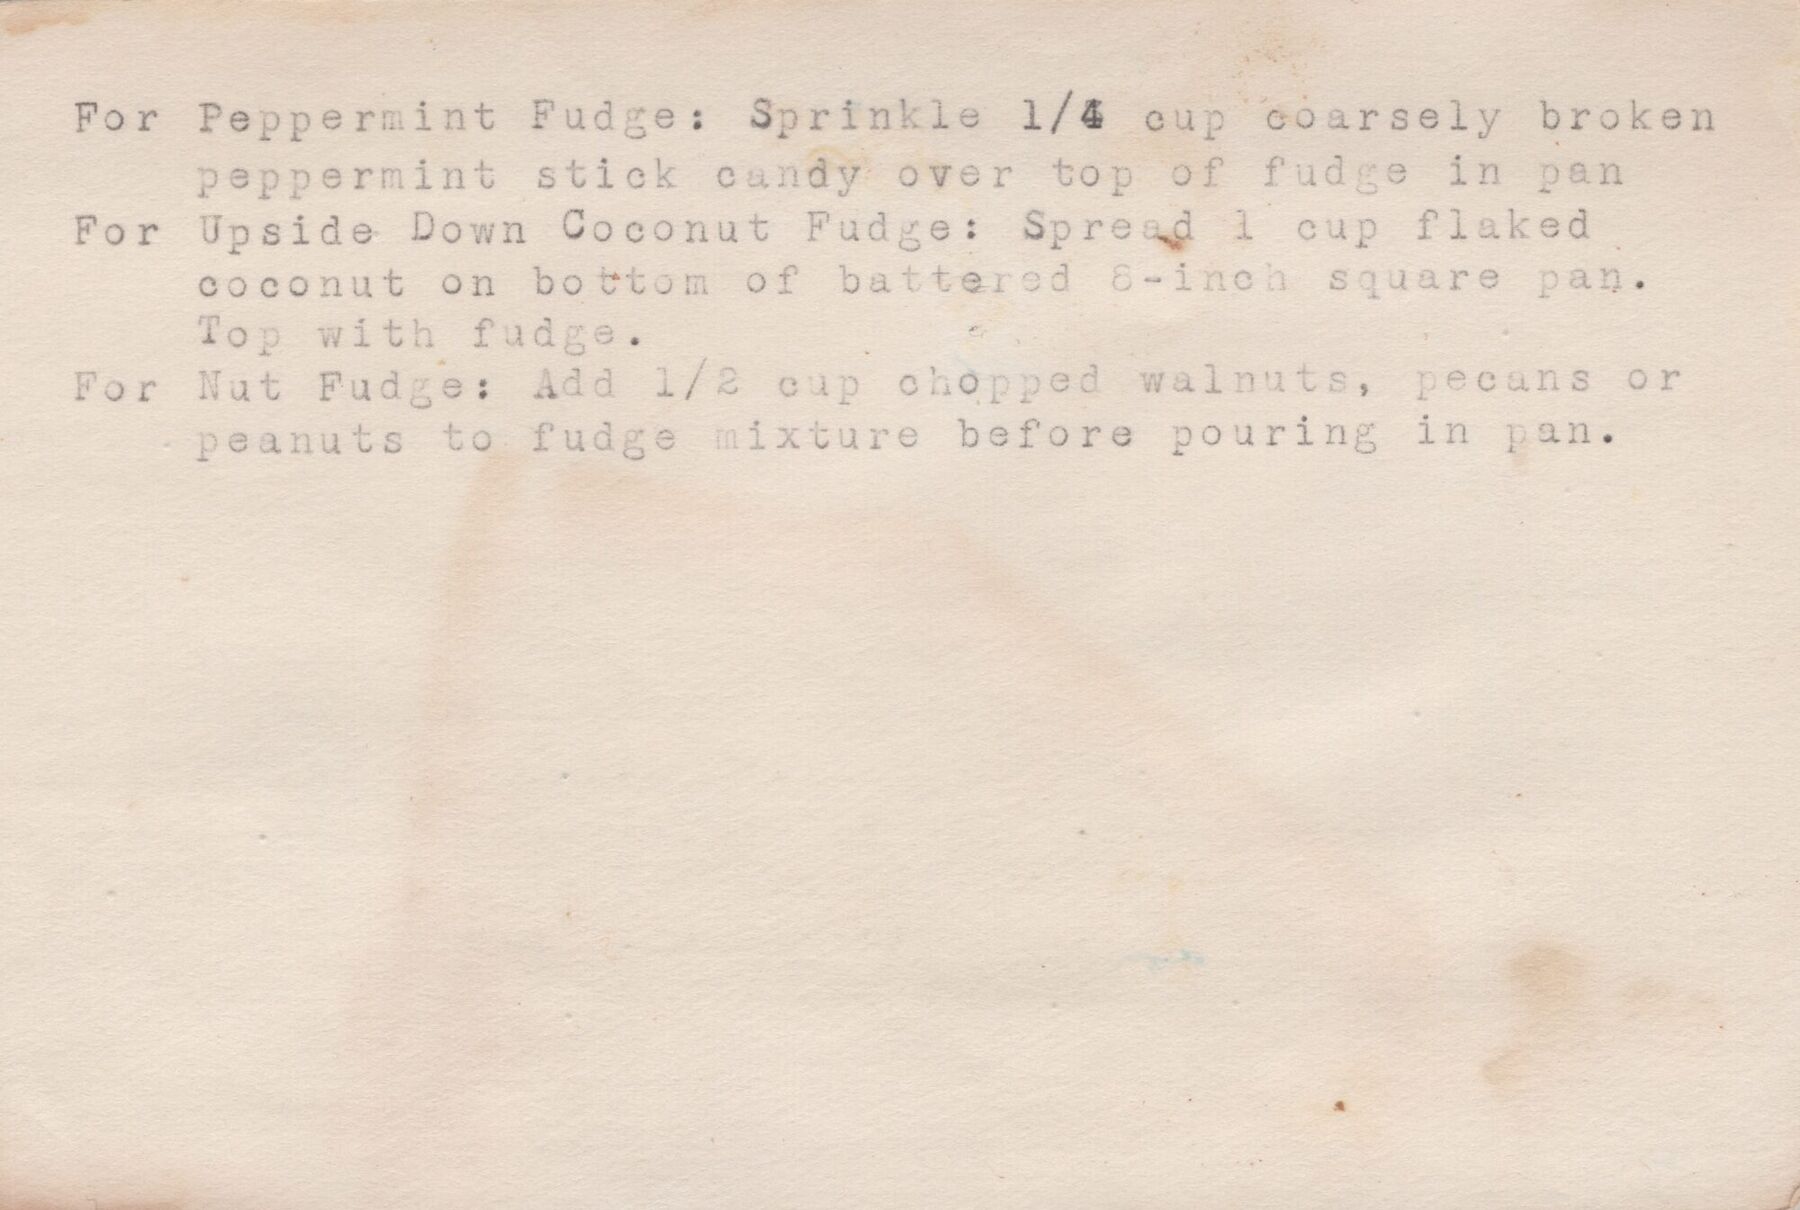 For Peppermint Fudge: Sprinkle 1/4 cup coarsely broken
peppermint stick candy over top of fudge in pan
For Upside Down Coconut Fudge: Spread 1 cup flaked
coconut on bottom of battered 8-inch square pan.
Top with fudge.
For Nut Fudge: Add 1/2 cup chopped walnuts, pecans or
peanuts to fudge mixture before pouring in pan.